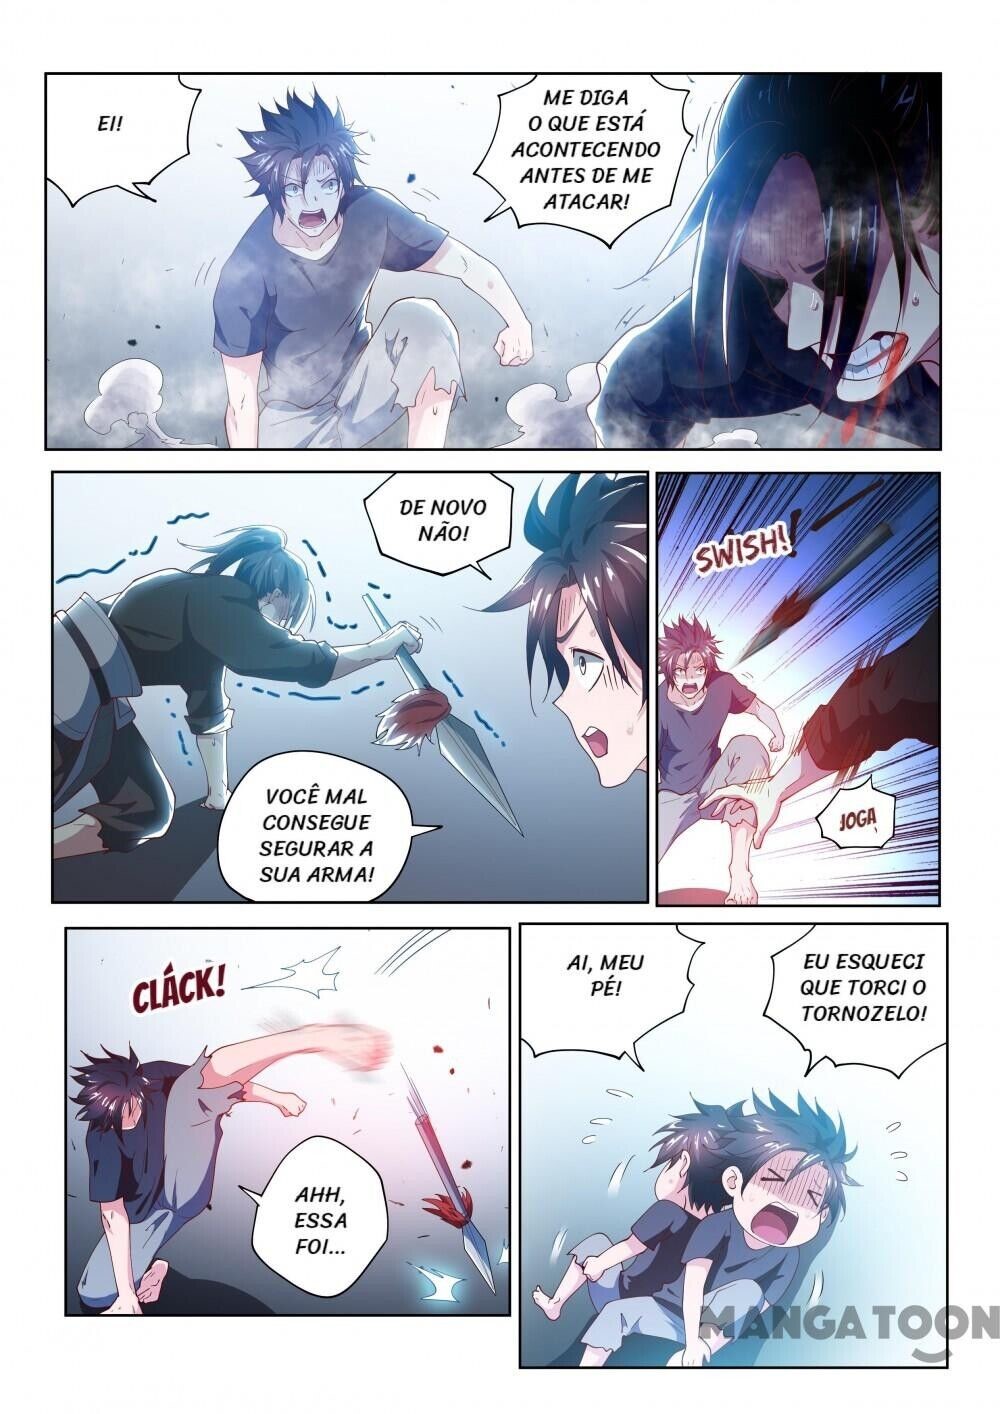 EI!
ME DIGA
O QUE ESTÁ
ACONTECENDO
ANTES DE ME
ATACAR!
DE NOVO
NÃO!
VOCÊ MAL
CONSEGUE
SEGURAR A
SUA ARMA!
SWISH!
JOGA
CLÁCK!
AHH,
ESSA
FOI...
AI, MEU
PÉ!
EU ESQUECI
QUE TORCI O
TORNOZELO!
MANGATOON